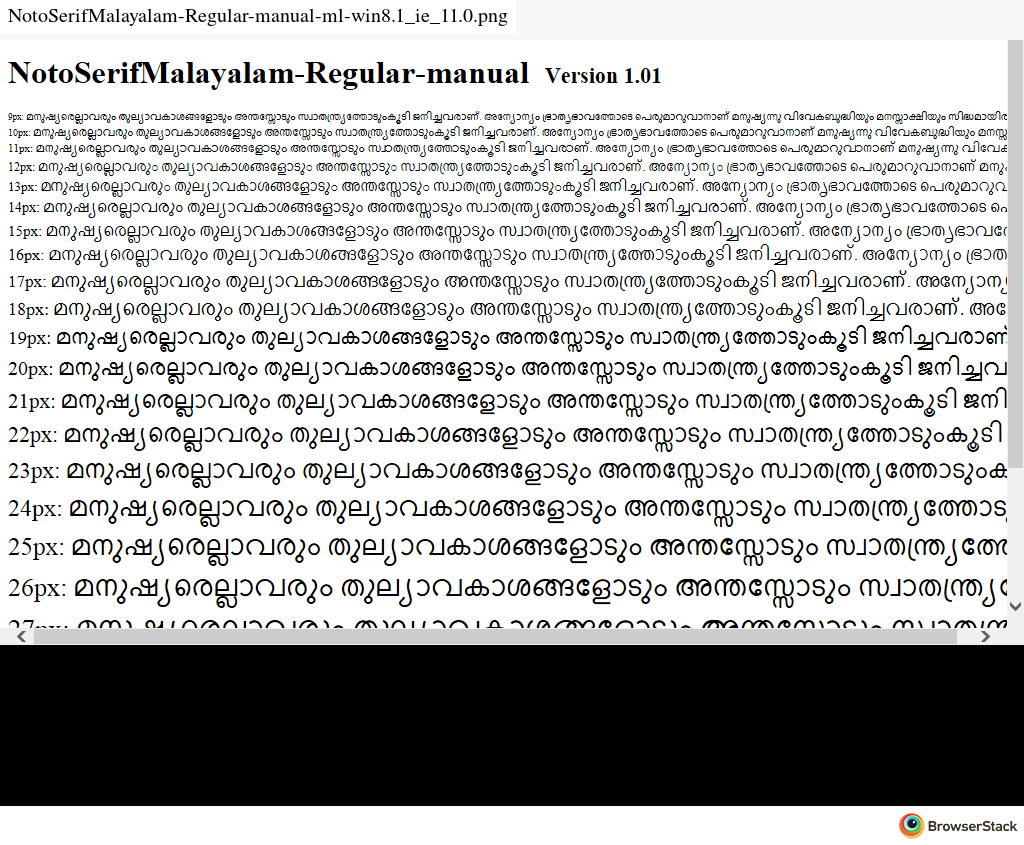 NotoSerifMalayalam-Regular-manual-ml-win8.1_ie_11.0.png
NotoSerifMalayalam-Regular-manual Version 1.01
9px: മനുഷ്യരെല്ലാവരും തുല്യാവകാശങ്ങളോടും അന്തസ്സോടും സ്വാതന്ത്ര്യത്തോടുംകൂടി ജനിച്ചവരാണ്. അന്യോന്യം ഭ്രാതൃഭാവത്തോടെ പെരുമാറുവാനാണ് മനുഷ്യന്നു വിവേകബുദ്ധിയും മനസ്സാക്ഷിയും
10px: മനുഷ്യരെല്ലാവരും തുല്യാവകാശങ്ങളോടും അന്തസ്സോടും സ്വാതന്ത്ര്യത്തോടുംകൂടി ജനിച്ചവരാണ്. അന്യോന്യം ഭ്രാതൃഭാവത്തോടെ പെരുമാറുവാനാണ് മനുഷ്യന്നു വിവേകബുദ്ധിയും
11px: മനുഷ്യരെല്ലാവരും തുല്യാവകാശങ്ങളോടും അന്തസ്സോടും സ്വാതന്ത്ര്യത്തോടുംകൂടി ജനിച്ചവരാണ്. അന്യോന്യം ഭ്രാതൃഭാവത്തോടെ പെരുമാറുവാനാണ് മനുഷ്യന്നു
12px: മനുഷ്യരെല്ലാവരും തുല്യാവകാശങ്ങളോടും അന്തസ്സോടും സ്വാതന്ത്ര്യത്തോടുംകൂടി ജനിച്ചവരാണ്. അന്യോന്യം ഭ്രാതൃഭാവത്തോടെ പെരുമാറുവാനാണ് മനു
13px: മനുഷ്യരെല്ലാവരും തുല്യാവകാശങ്ങളോടും അന്തസ്സോടും സ്വാതന്ത്ര്യത്തോടുംകൂടി ജനിച്ചവരാണ്. അന്യോന്യം ഭ്രാതൃഭാവത്തോടെ പെരുമാറുവ
14px: മനുഷ്യരെല്ലാവരും തുല്യാവകാശങ്ങളോടും അന്തസ്സോടും സ്വാതന്ത്ര്യത്തോടുംകൂടി ജനിച്ചവരാണ്. അന്യോന്യം ഭ്രാതൃഭാവത്തോടെ
15px: മനുഷ്യരെല്ലാവരും തുല്യാവകാശങ്ങളോടും അന്തസ്സോടും സ്വാതന്ത്ര്യത്തോടുംകൂടി ജനിച്ചവരാണ്. അന്യോന്യം ഭ്രാതൃഭാവ
16px: മനുഷ്യരെല്ലാവരും തുല്യാവകാശങ്ങളോടും അന്തസ്സോടും സ്വാതന്ത്ര്യത്തോടുംകൂടി ജനിച്ചവരാണ്. അന്യോന്യം ഭ്രാത
17px: മനുഷ്യരെല്ലാവരും തുല്യാവകാശങ്ങളോടും അന്തസ്സോടും സ്വാതന്ത്ര്യത്തോടുംകൂടി ജനിച്ചവരാണ്. അന്യോന്യ
18px: മനുഷ്യരെല്ലാവരും തുല്യാവകാശങ്ങളോടും അന്തസ്സോടും സ്വാതന്ത്ര്യത്തോടുംകൂടി ജനിച്ചവരാണ്.
19px: മനുഷ്യരെല്ലാവരും തുല്യാവകാശങ്ങളോടും അന്തസ്സോടും സ്വാതന്ത്ര്യത്തോടുംകൂടി ജനിച്ചവരാണ്
20px: മനുഷ്യരെല്ലാവരും തുല്യാവകാശങ്ങളോടും അന്തസ്സോടും സ്വാതന്ത്ര്യത്തോടുംകൂടി ജനിച്ചവ
21px: മനുഷ്യരെല്ലാവരും തുല്യാവകാശങ്ങളോടും അന്തസ്സോടും സ്വാതന്ത്ര്യത്തോടുംകൂടി ജനി
22px: മനുഷ്യരെല്ലാവരും തുല്യാവകാശങ്ങളോടും അന്തസ്സോടും സ്വാതന്ത്ര്യത്തോടുംകൂടി
23px: മനുഷ്യരെല്ലാവരും തുല്യാവകാശങ്ങളോടും അന്തസ്സോടും സ്വാതന്ത്ര്യത്തോടുംക
24px: മനുഷ്യരെല്ലാവരും തുല്യാവകാശങ്ങളോടും അന്തസ്സോടും സ്വാതന്ത്ര്യത്തോടു
25px: മനുഷ്യരെല്ലാവരും തുല്യാവകാശങ്ങളോടും അന്തസ്സോടും സ്വാതന്ത്ര്യത്തേ
26px: മനുഷ്യരെല്ലാവരും തുല്യാവകാശങ്ങളോടും അന്തസ്സോടും സ്വാതന്ത്ര്യ
27px: മനുഷ്യരെല്ലാവരും തുല്യാവകാശങ്ങളോടും അന്തസ്സോടും
BrowserStack